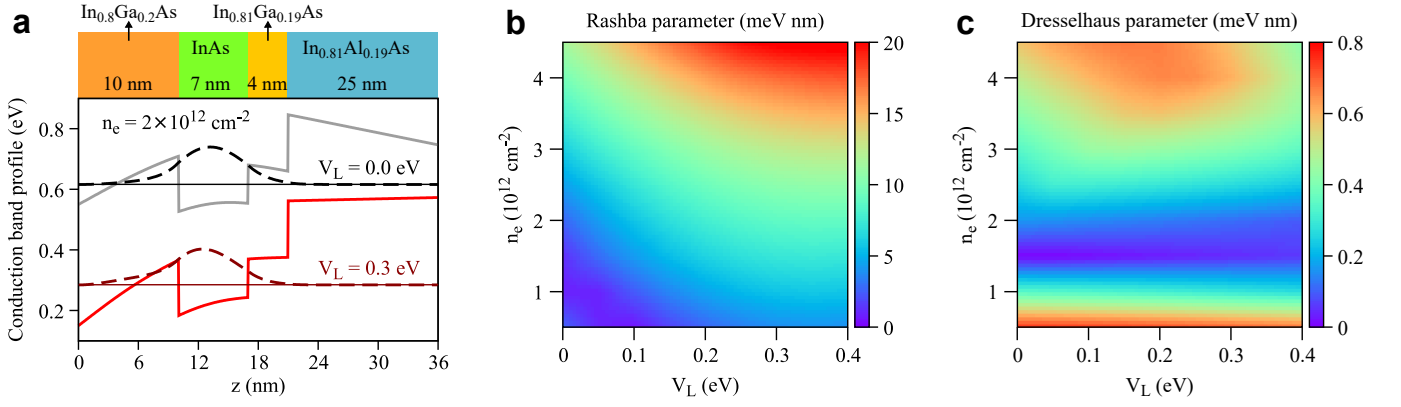 a
In0.8Ga0.2As
In0.81Ga0.19As
InAs
In0.81Al0.19As
10 nm
7 nm
4 nm
25 nm
ne = 2×10^12 cm^-2
VL = 0.0 eV
VL = 0.3 eV
Conduction band profile (eV)
0.8
0.6
0.4
0.2
0 6 12 18 24 30 36
z (nm)
b
Rashba parameter (meV nm)
ne (10^12 cm^-2)
4
3
2
1
0 0.1 0.2 0.3 0.4
VL (eV)
20
15
10
5
0
c
Dresselhaus parameter (meV nm)
ne (10^12 cm^-2)
4
3
2
1
0 0.1 0.2 0.3 0.4
VL (eV)
0.8
0.6
0.4
0.2
0